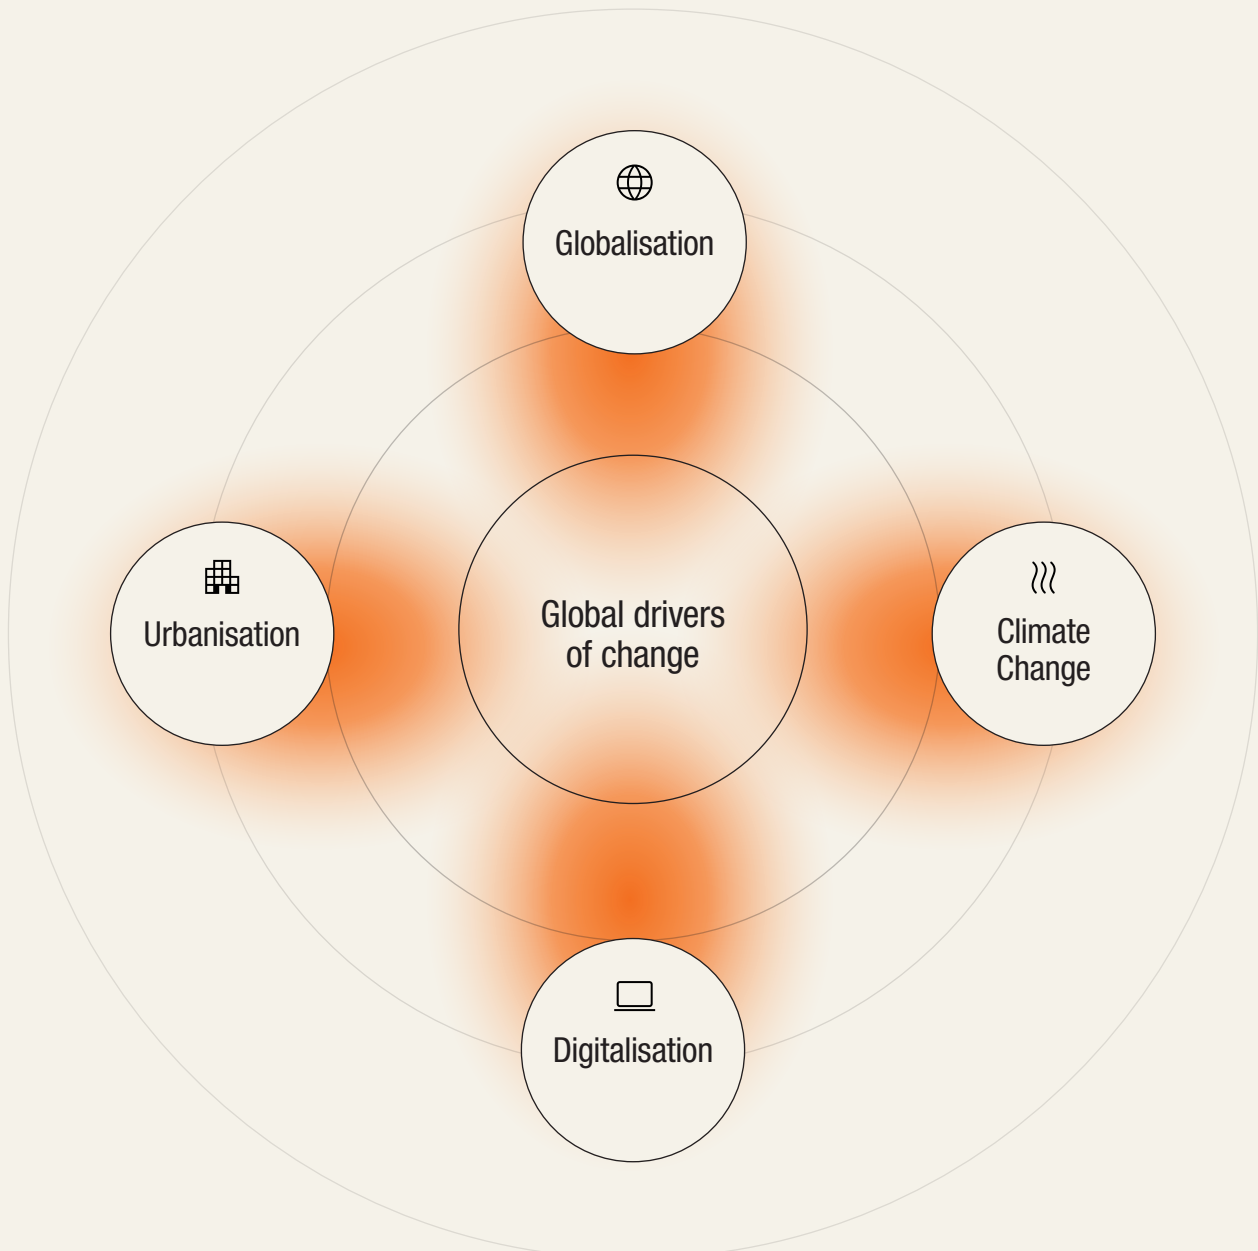 Globalisation
Urbanisation
Global drivers
of change
Climate
Change
Digitalisation